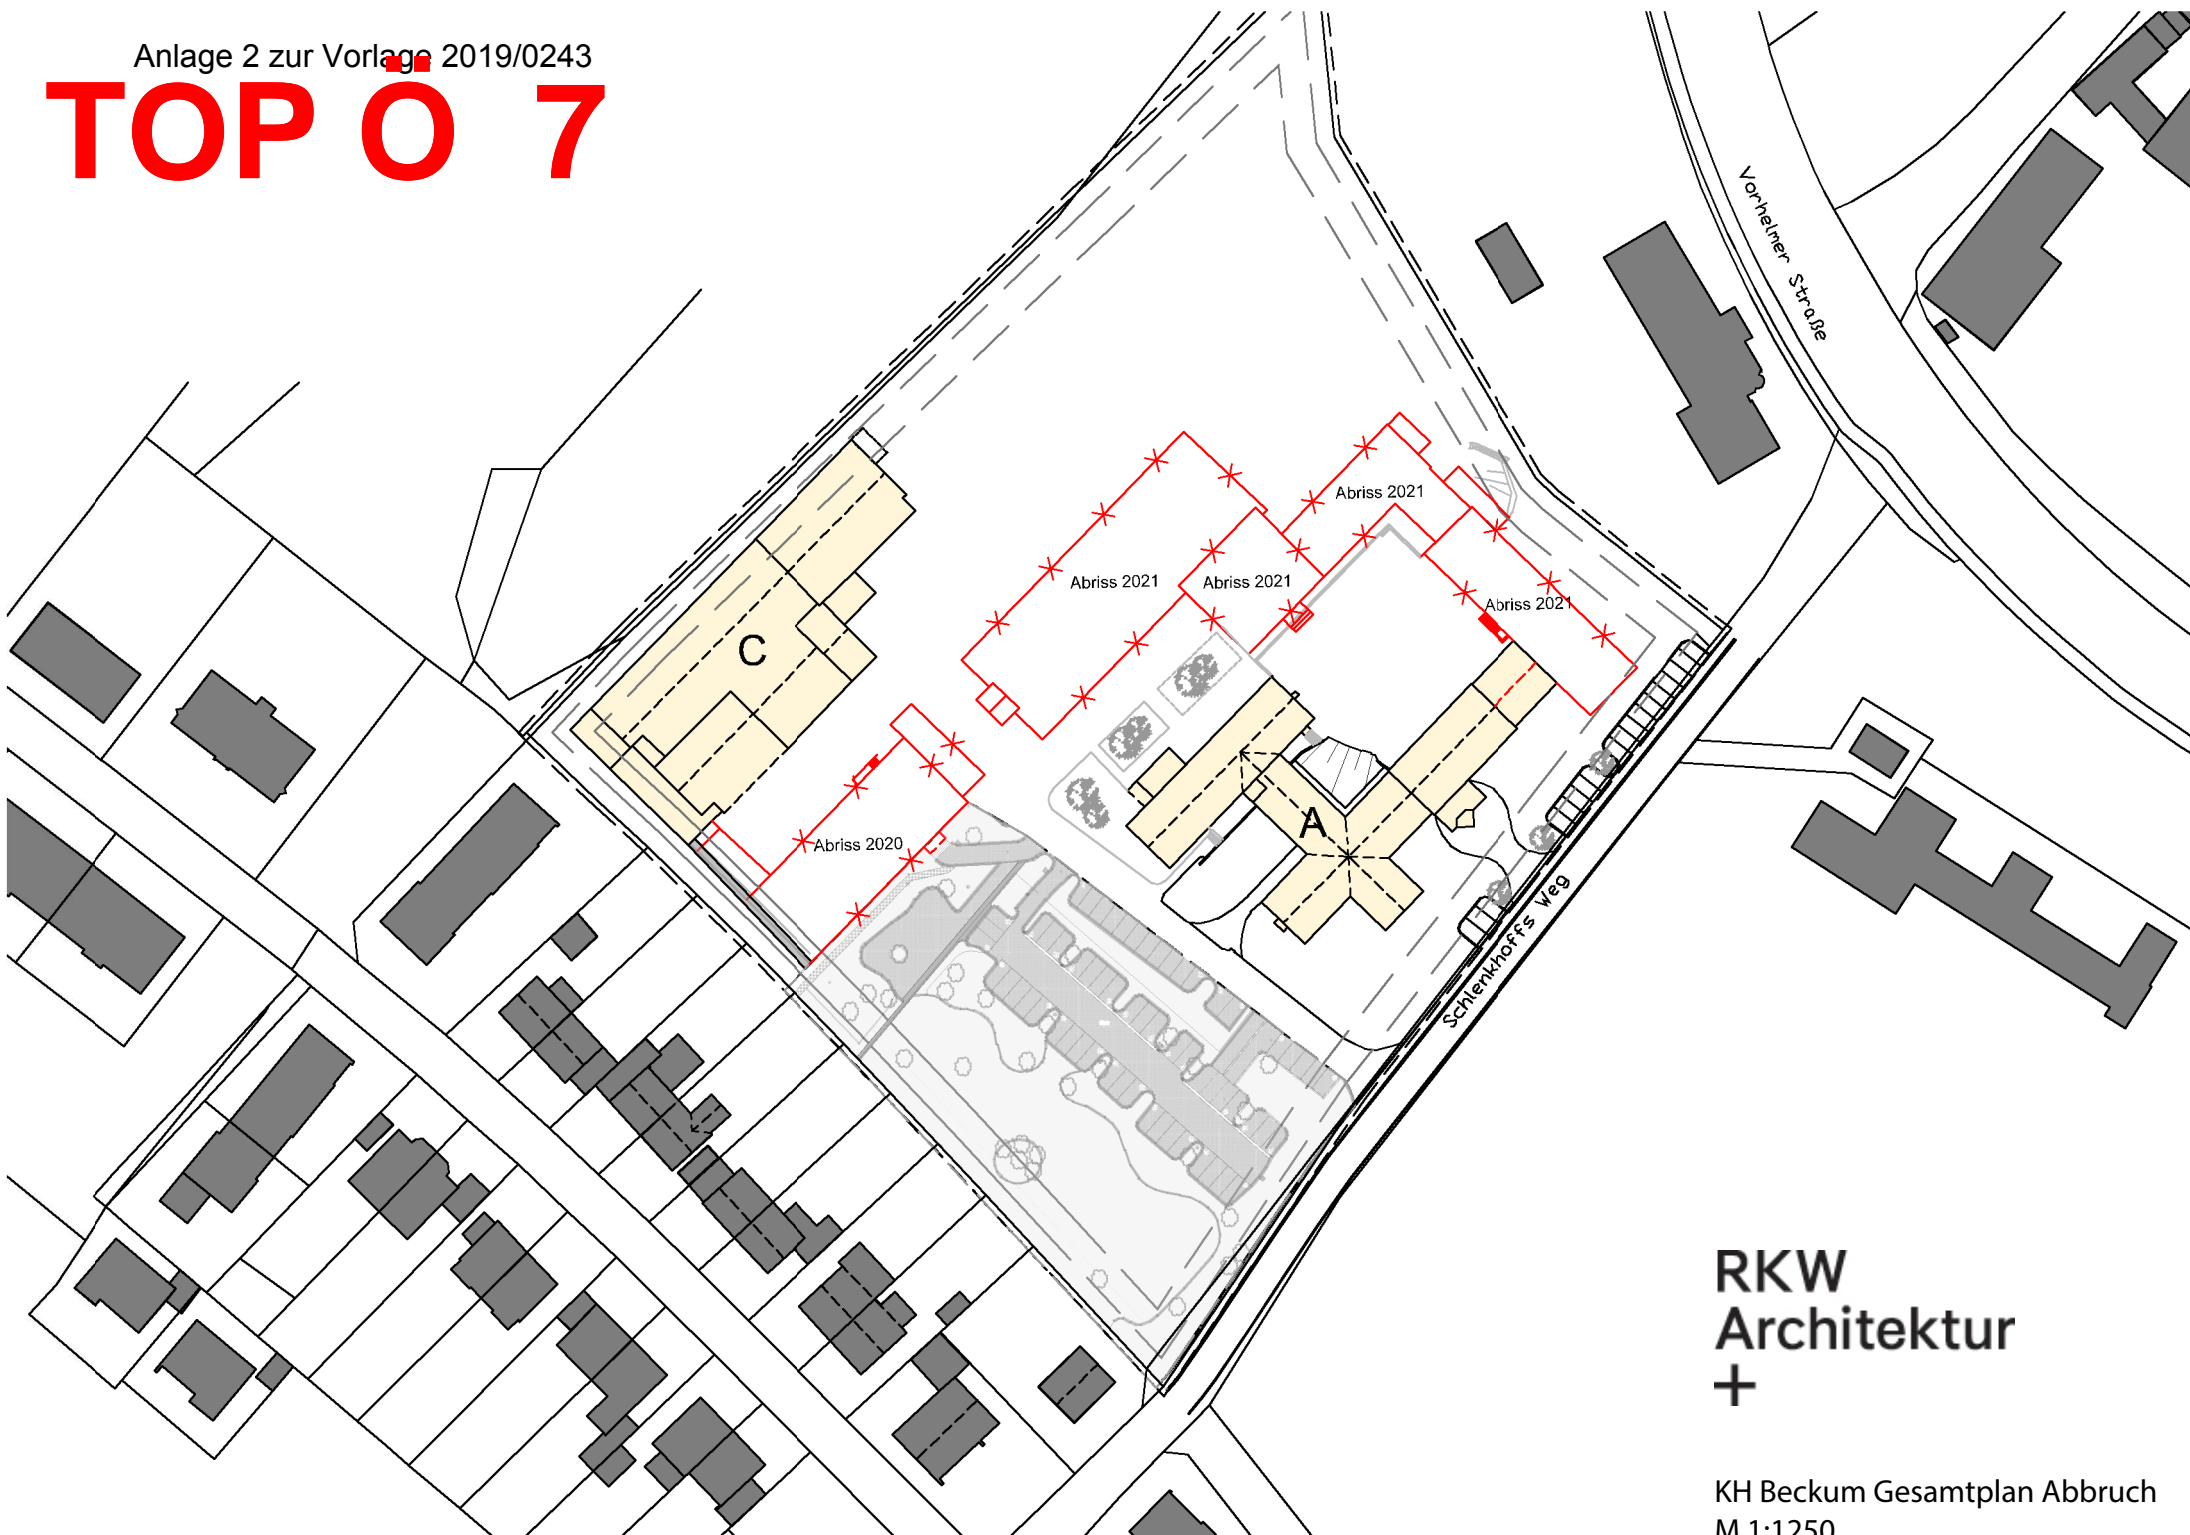 Anlage 2 zur Vorlage 2019/0243
TOP Ö 7
Vorhelmer Straße
Abriss 2021
Abriss 2021
Abriss 2021
Abriss 2021
C
A
Abriss 2020
Schlenkhoffs Weg
RKW
Architektur
+
KH Beckum Gesamtplan Abbruch
M 1:1250